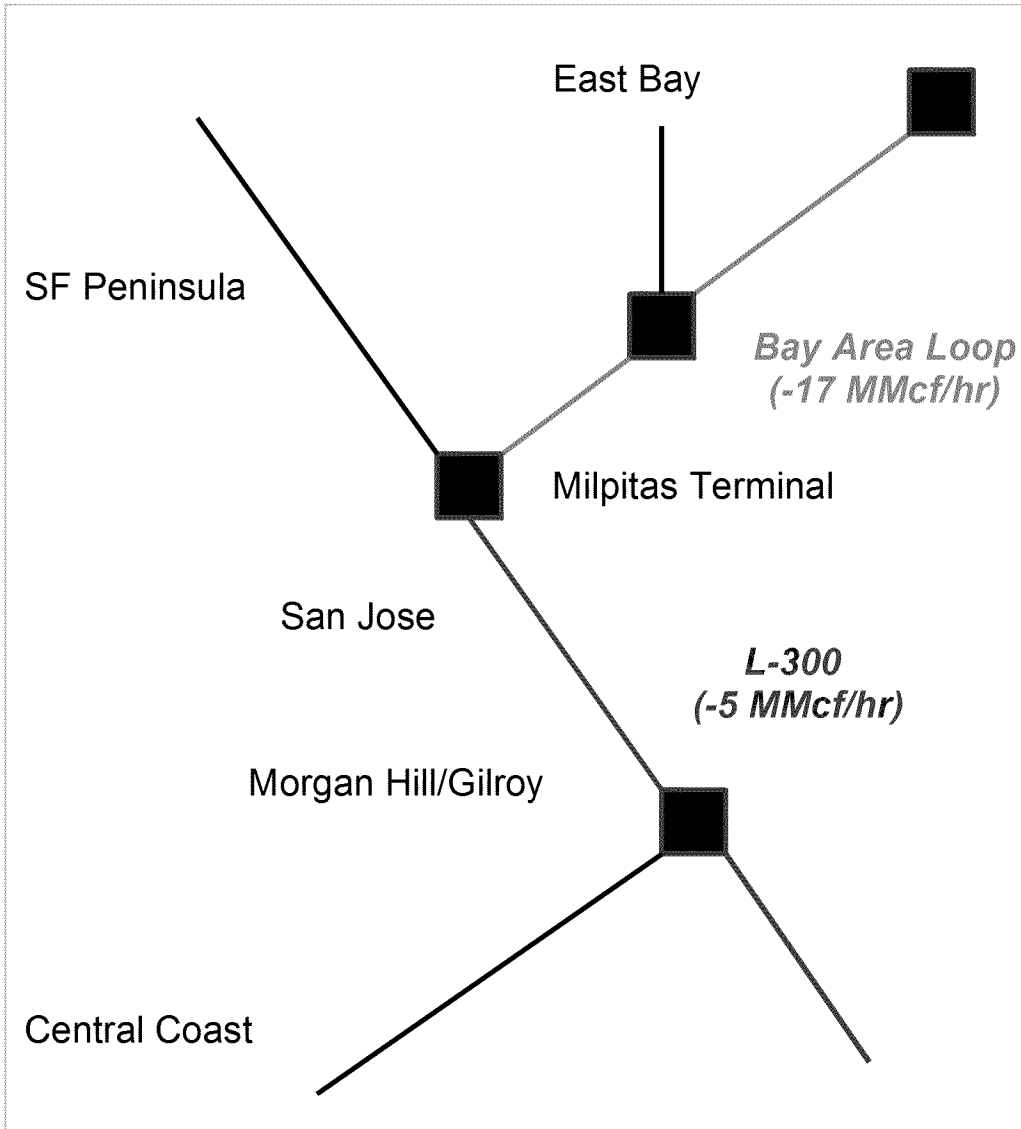 East Bay
SF Peninsula
Bay Area Loop
(-17 MMcf/hr)
Milpitas Terminal
San Jose
L-300
(-5 MMcf/hr)
Morgan Hill/Gilroy
Central Coast